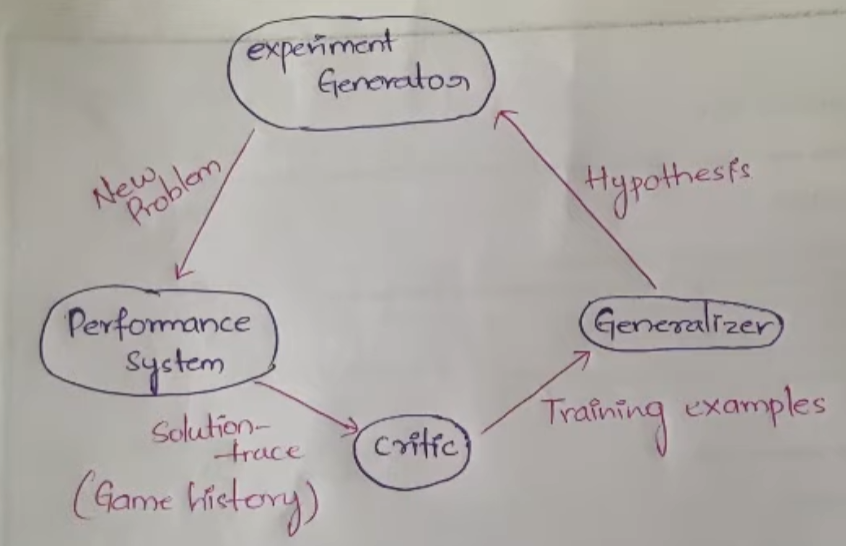 experiment
Generator
New
Problem
Hypothesis
Performance
System
Generalizer
Solution-
trace
(Game history)
Critic
Training examples